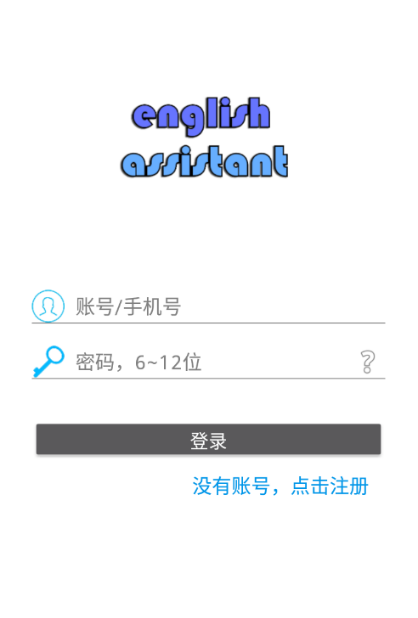 english
assistant
账号/手机号
密码，6~12位
登录
没有账号，点击注册